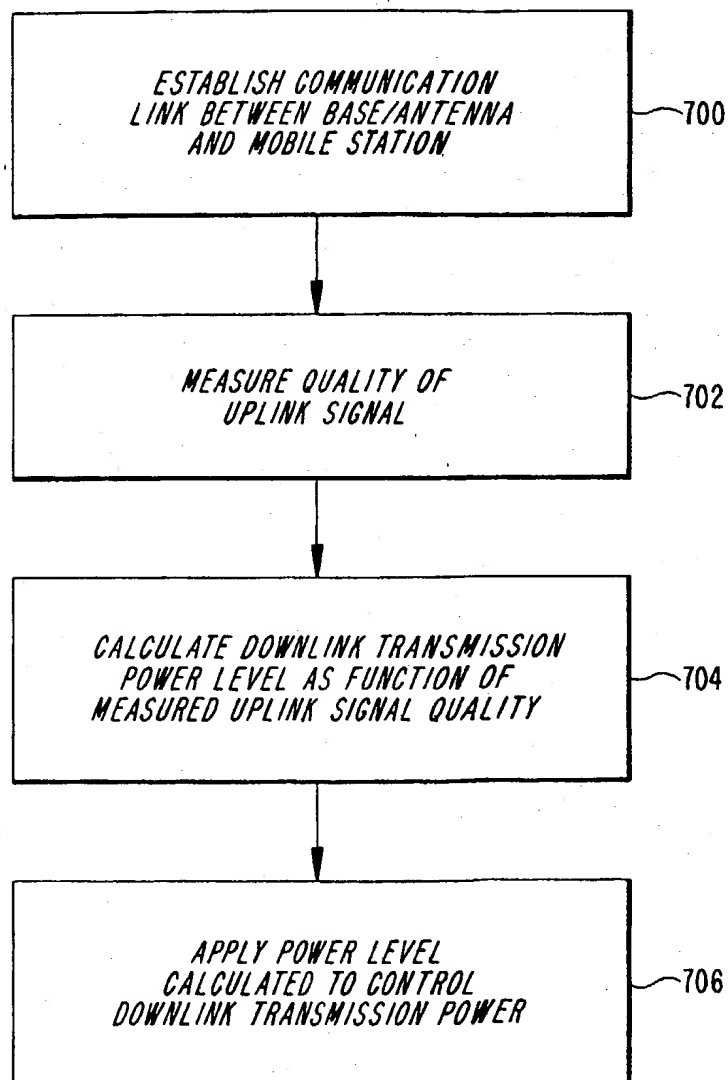 ESTABLISH COMMUNICATION
LINK BETWEEN BASE/ANTENNA
AND MOBILE STATION
700
MEASURE QUALITY OF
UPLINK SIGNAL
702
CALCULATE DOWNLINK TRANSMISSION
POWER LEVEL AS FUNCTION OF
MEASURED UPLINK SIGNAL QUALITY
704
APPLY POWER LEVEL
CALCULATED TO CONTROL
DOWNLINK TRANSMISSION POWER
706